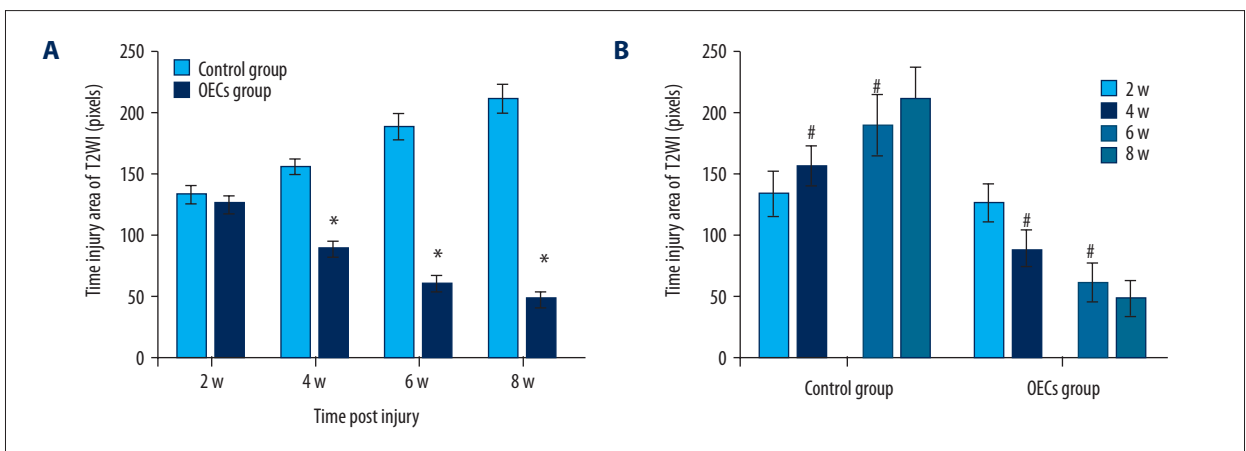 A
Time injury area of T2WI (pixels)
250
200
150
100
50
0
Control group
OECs group
*
*
*
2 w
4 w
6 w
8 w
Time post injury
B
Time injury area of T2WI (pixels)
250
200
150
100
50
0
#
#
#
#
2 w
4 w
6 w
8 w
Control group
OECs group